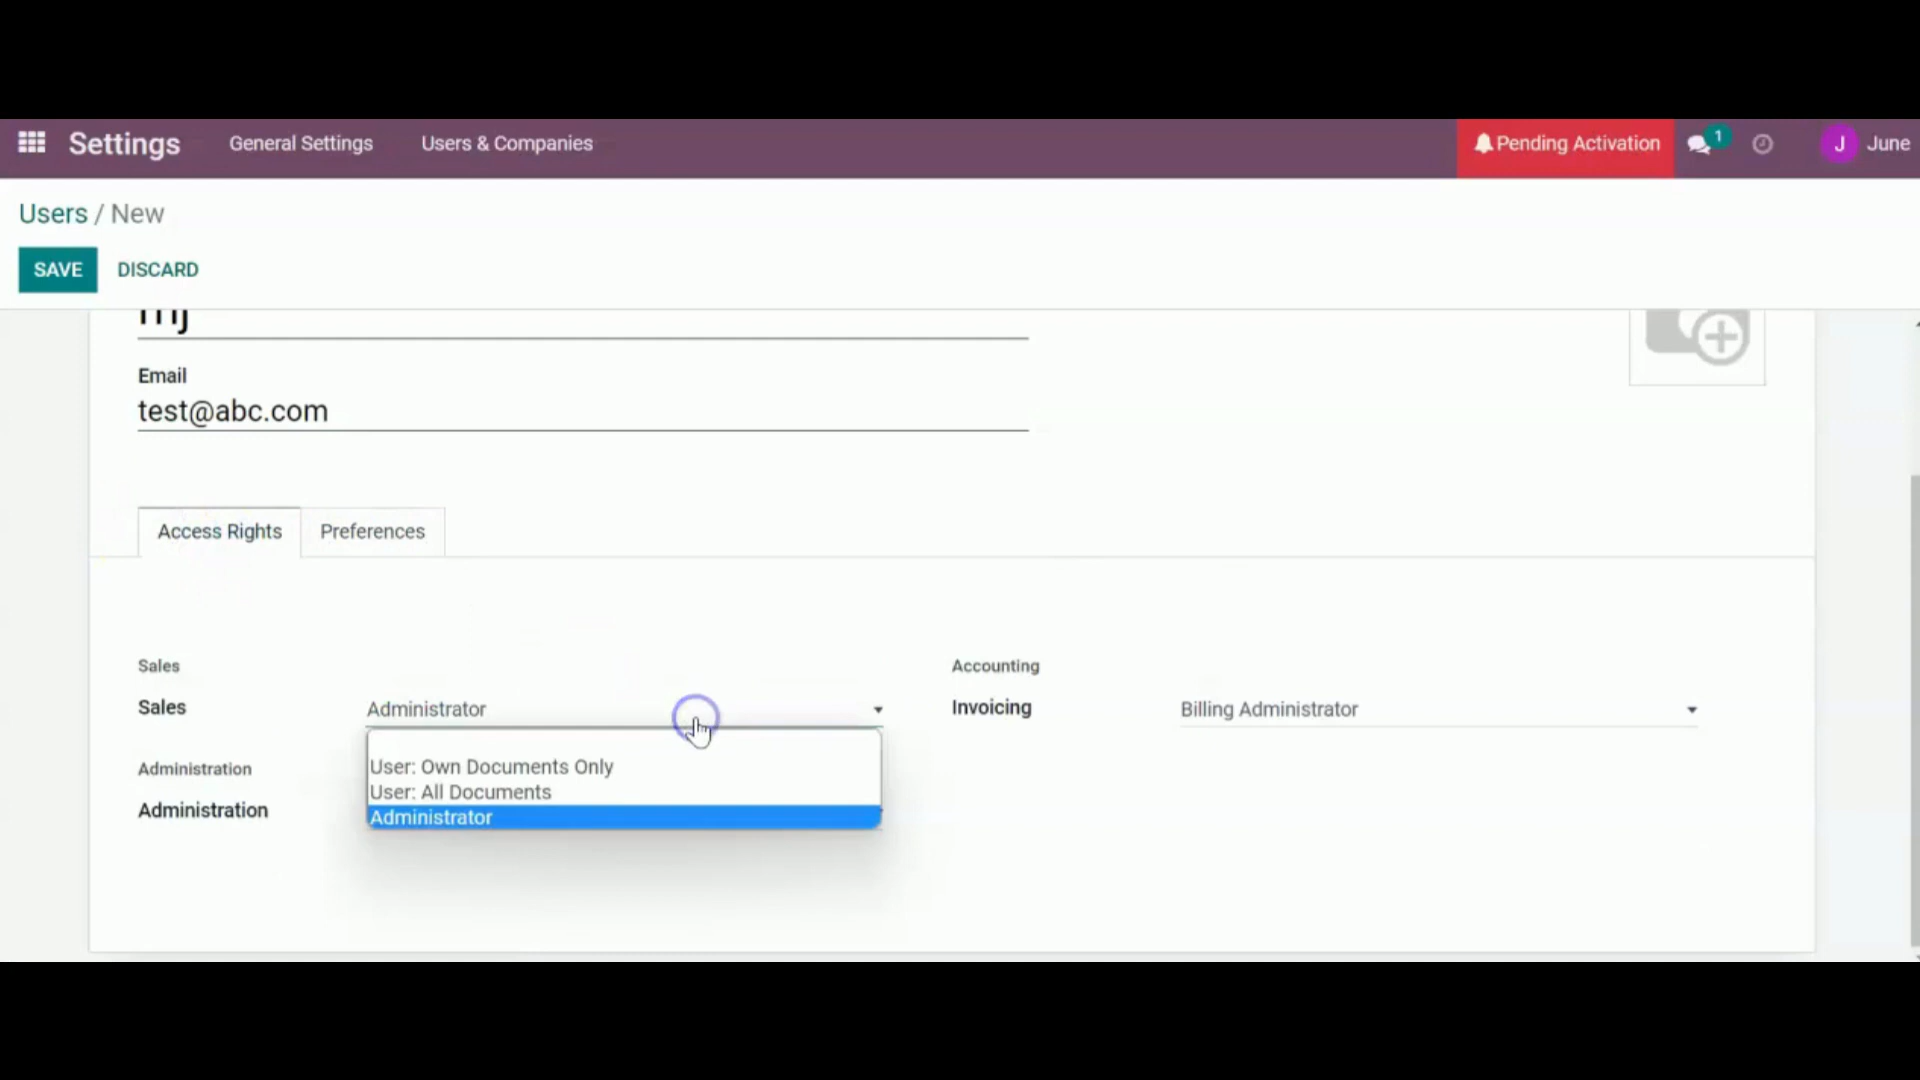 Settings General Settings Users & Companies Pending Activation 1 J June
Users / New
SAVE DISCARD
Email
test@abc.com
Access Rights Preferences
Sales Accounting
Sales Administrator Invoicing Billing Administrator
User: Own Documents Only
Administration
User: All Documents
Administration
Administrator